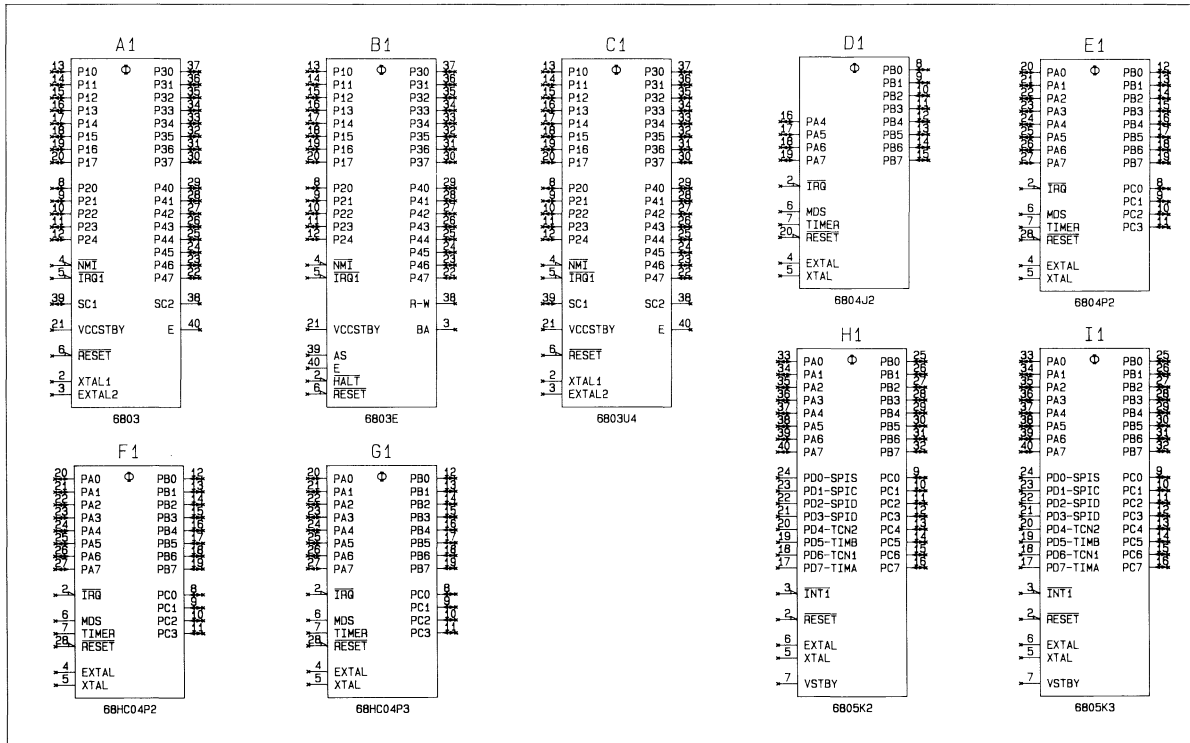 A1
13 P10 Φ P30 37
14 P11 P31 36
15 P12 P32 35
16 P13 P33 34
17 P14 P34 33
18 P15 P35 32
19 P16 P36 31
20 P17 P37 30
8 P20 P40 29
9 P21 P41 28
10 P22 P42 27
11 P23 P43 26
12 P24 P44 25
P45 24
4 NMI P46 23
5 IRQ1 P47 22
39 SC1 SC2 38
21 VCCSTBY E 40
6 RESET
2 XTAL1
3 EXTAL2
6803
B1
13 P10 Φ P30 37
14 P11 P31 36
15 P12 P32 35
16 P13 P33 34
17 P14 P34 33
18 P15 P35 32
19 P16 P36 31
20 P17 P37 30
8 P20 P40 29
9 P21 P41 28
10 P22 P42 27
11 P23 P43 26
12 P24 P44 25
P45 24
4 NMI P46 23
5 IRQ1 P47 22
R-W 38
21 VCCSTBY BA 3
39 AS
40 E
2 HALT
6 RESET
6803E
C1
13 P10 Φ P30 37
14 P11 P31 36
15 P12 P32 35
16 P13 P33 34
17 P14 P34 33
18 P15 P35 32
19 P16 P36 31
20 P17 P37 30
8 P20 P40 29
9 P21 P41 28
10 P22 P42 27
11 P23 P43 26
12 P24 P44 25
P45 24
4 NMI P46 23
5 IRQ1 P47 22
39 SC1 SC2 38
21 VCCSTBY E 40
6 RESET
2 XTAL1
3 EXTAL2
6803U4
D1
Φ PB0 8
PB1 9
PB2 10
PB3 11
16 PA4 PB4 12
17 PA5 PB5 13
18 PA6 PB6 14
19 PA7 PB7 15
2 IRQ
6 MDS
7 TIMER
20 RESET
4 EXTAL
5 XTAL
6804J2
E1
20 PA0 Φ PB0 12
21 PA1 PB1 13
22 PA2 PB2 14
23 PA3 PB3 15
24 PA4 PB4 16
25 PA5 PB5 17
26 PA6 PB6 18
27 PA7 PB7 19
2 IRQ PC0 8
PC1 9
6 MDS PC2 10
7 TIMER PC3 11
28 RESET
4 EXTAL
5 XTAL
6804P2
F1
20 PA0 Φ PB0 12
21 PA1 PB1 13
22 PA2 PB2 14
23 PA3 PB3 15
24 PA4 PB4 16
25 PA5 PB5 17
26 PA6 PB6 18
27 PA7 PB7 19
2 IRQ PC0 8
PC1 9
6 MDS PC2 10
7 TIMER PC3 11
28 RESET
4 EXTAL
5 XTAL
68HC04P2
G1
20 PA0 Φ PB0 12
21 PA1 PB1 13
22 PA2 PB2 14
23 PA3 PB3 15
24 PA4 PB4 16
25 PA5 PB5 17
26 PA6 PB6 18
27 PA7 PB7 19
2 IRQ PC0 8
PC1 9
6 MDS PC2 10
7 TIMER PC3 11
28 RESET
4 EXTAL
5 XTAL
68HC04P3
H1
33 PA0 Φ PB0 25
34 PA1 PB1 26
35 PA2 PB2 27
36 PA3 PB3 28
37 PA4 PB4 29
38 PA5 PB5 30
39 PA6 PB6 31
40 PA7 PB7 32
24 PD0-SPIS PC0 9
23 PD1-SPIC PC1 10
22 PD2-SPID PC2 11
21 PD3-SPID PC3 12
20 PD4-TCN2 PC4 13
19 PD5-TIMB PC5 14
18 PD6-TCN1 PC6 15
17 PD7-TIMA PC7 16
3 INT1
2 RESET
6 EXTAL
5 XTAL
7 VSTBY
6805K2
I1
33 PA0 Φ PB0 25
34 PA1 PB1 26
35 PA2 PB2 27
36 PA3 PB3 28
37 PA4 PB4 29
38 PA5 PB5 30
39 PA6 PB6 31
40 PA7 PB7 32
24 PD0-SPIS PC0 9
23 PD1-SPIC PC1 10
22 PD2-SPID PC2 11
21 PD3-SPID PC3 12
20 PD4-TCN2 PC4 13
19 PD5-TIMB PC5 14
18 PD6-TCN1 PC6 15
17 PD7-TIMA PC7 16
3 INT1
2 RESET
6 EXTAL
5 XTAL
7 VSTBY
6805K3